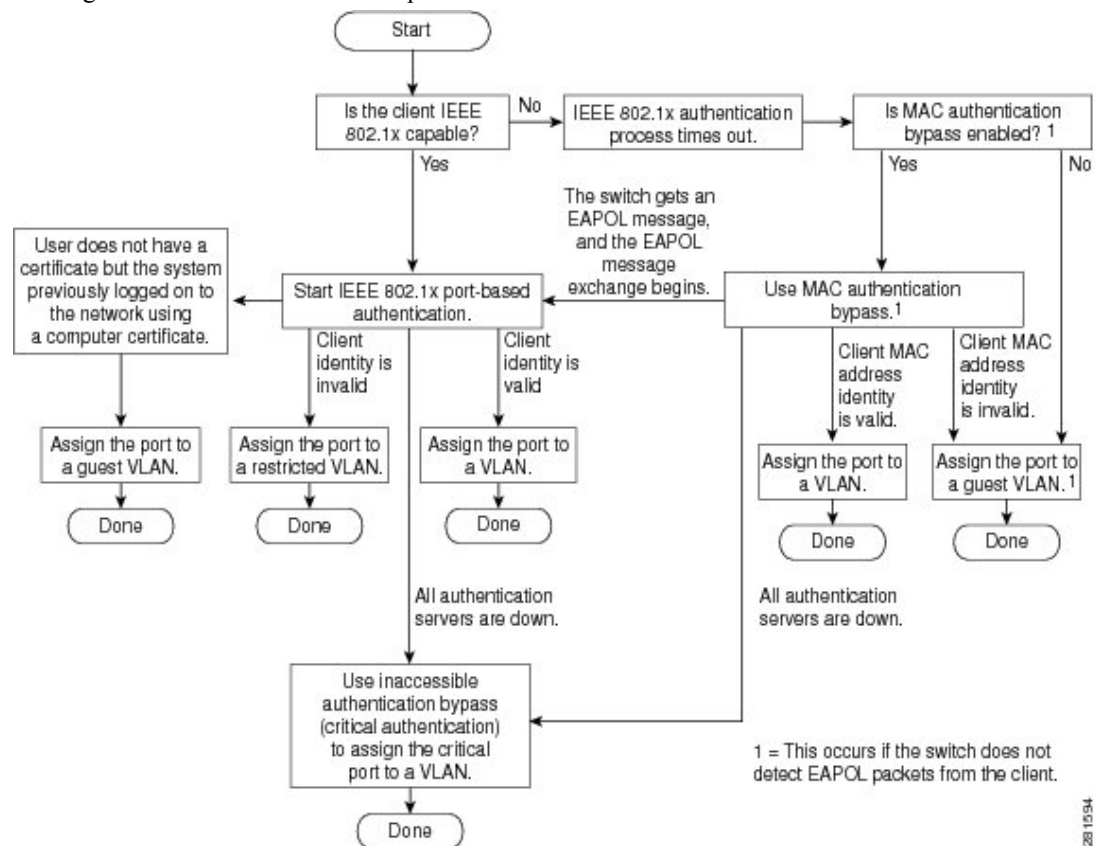 Start
Is the client IEEE
802.1x capable?
No
IEEE 802.1x authentication
process times out.
Is MAC authentication
bypass enabled? 1
Yes
Yes
No
The switch gets an
EAPOL message,
and the EAPOL
message
exchange begins.
User does not have a
certificate but the system
previously logged on to
the network using
a computer certificate.
Start IEEE 802.1x port-based
authentication.
Use MAC authentication
bypass.1
Client
identity is
invalid
Client
identity is
valid
Client MAC
address
identity
is valid.
Client MAC
address
identity
is invalid.
Assign the port to
a guest VLAN.
Assign the port to
a restricted VLAN.
Assign the port to
a VLAN.
Assign the port to
a VLAN.
Assign the port to
a guest VLAN.1
Done
Done
Done
Done
Done
All authentication
servers are down.
All authentication
servers are down.
Use inaccessible
authentication bypass
(critical authentication)
to assign the critical
port to a VLAN.
1 = This occurs if the switch does not
detect EAPOL packets from the client.
Done
281594